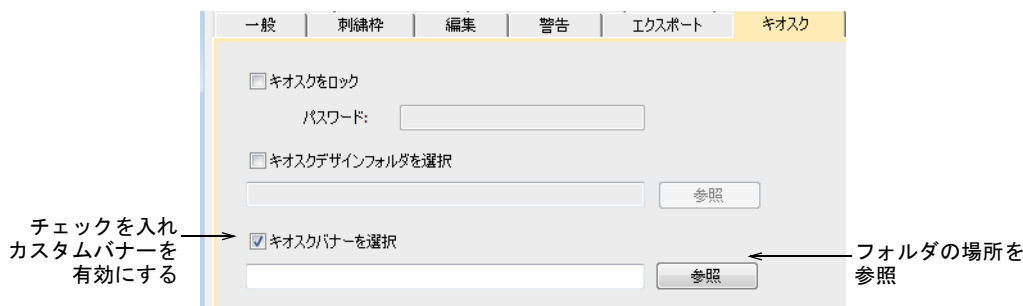 一般 刺繍枠 編集 警告 エクスポート キオスク
キオスクをロック
パスワード:
キオスクデザインフォルダを選択
参照
チェックを入れ
カスタムバナーを
有効にする
キオスクバナーを選択
参照
フォルダの場所を
参照